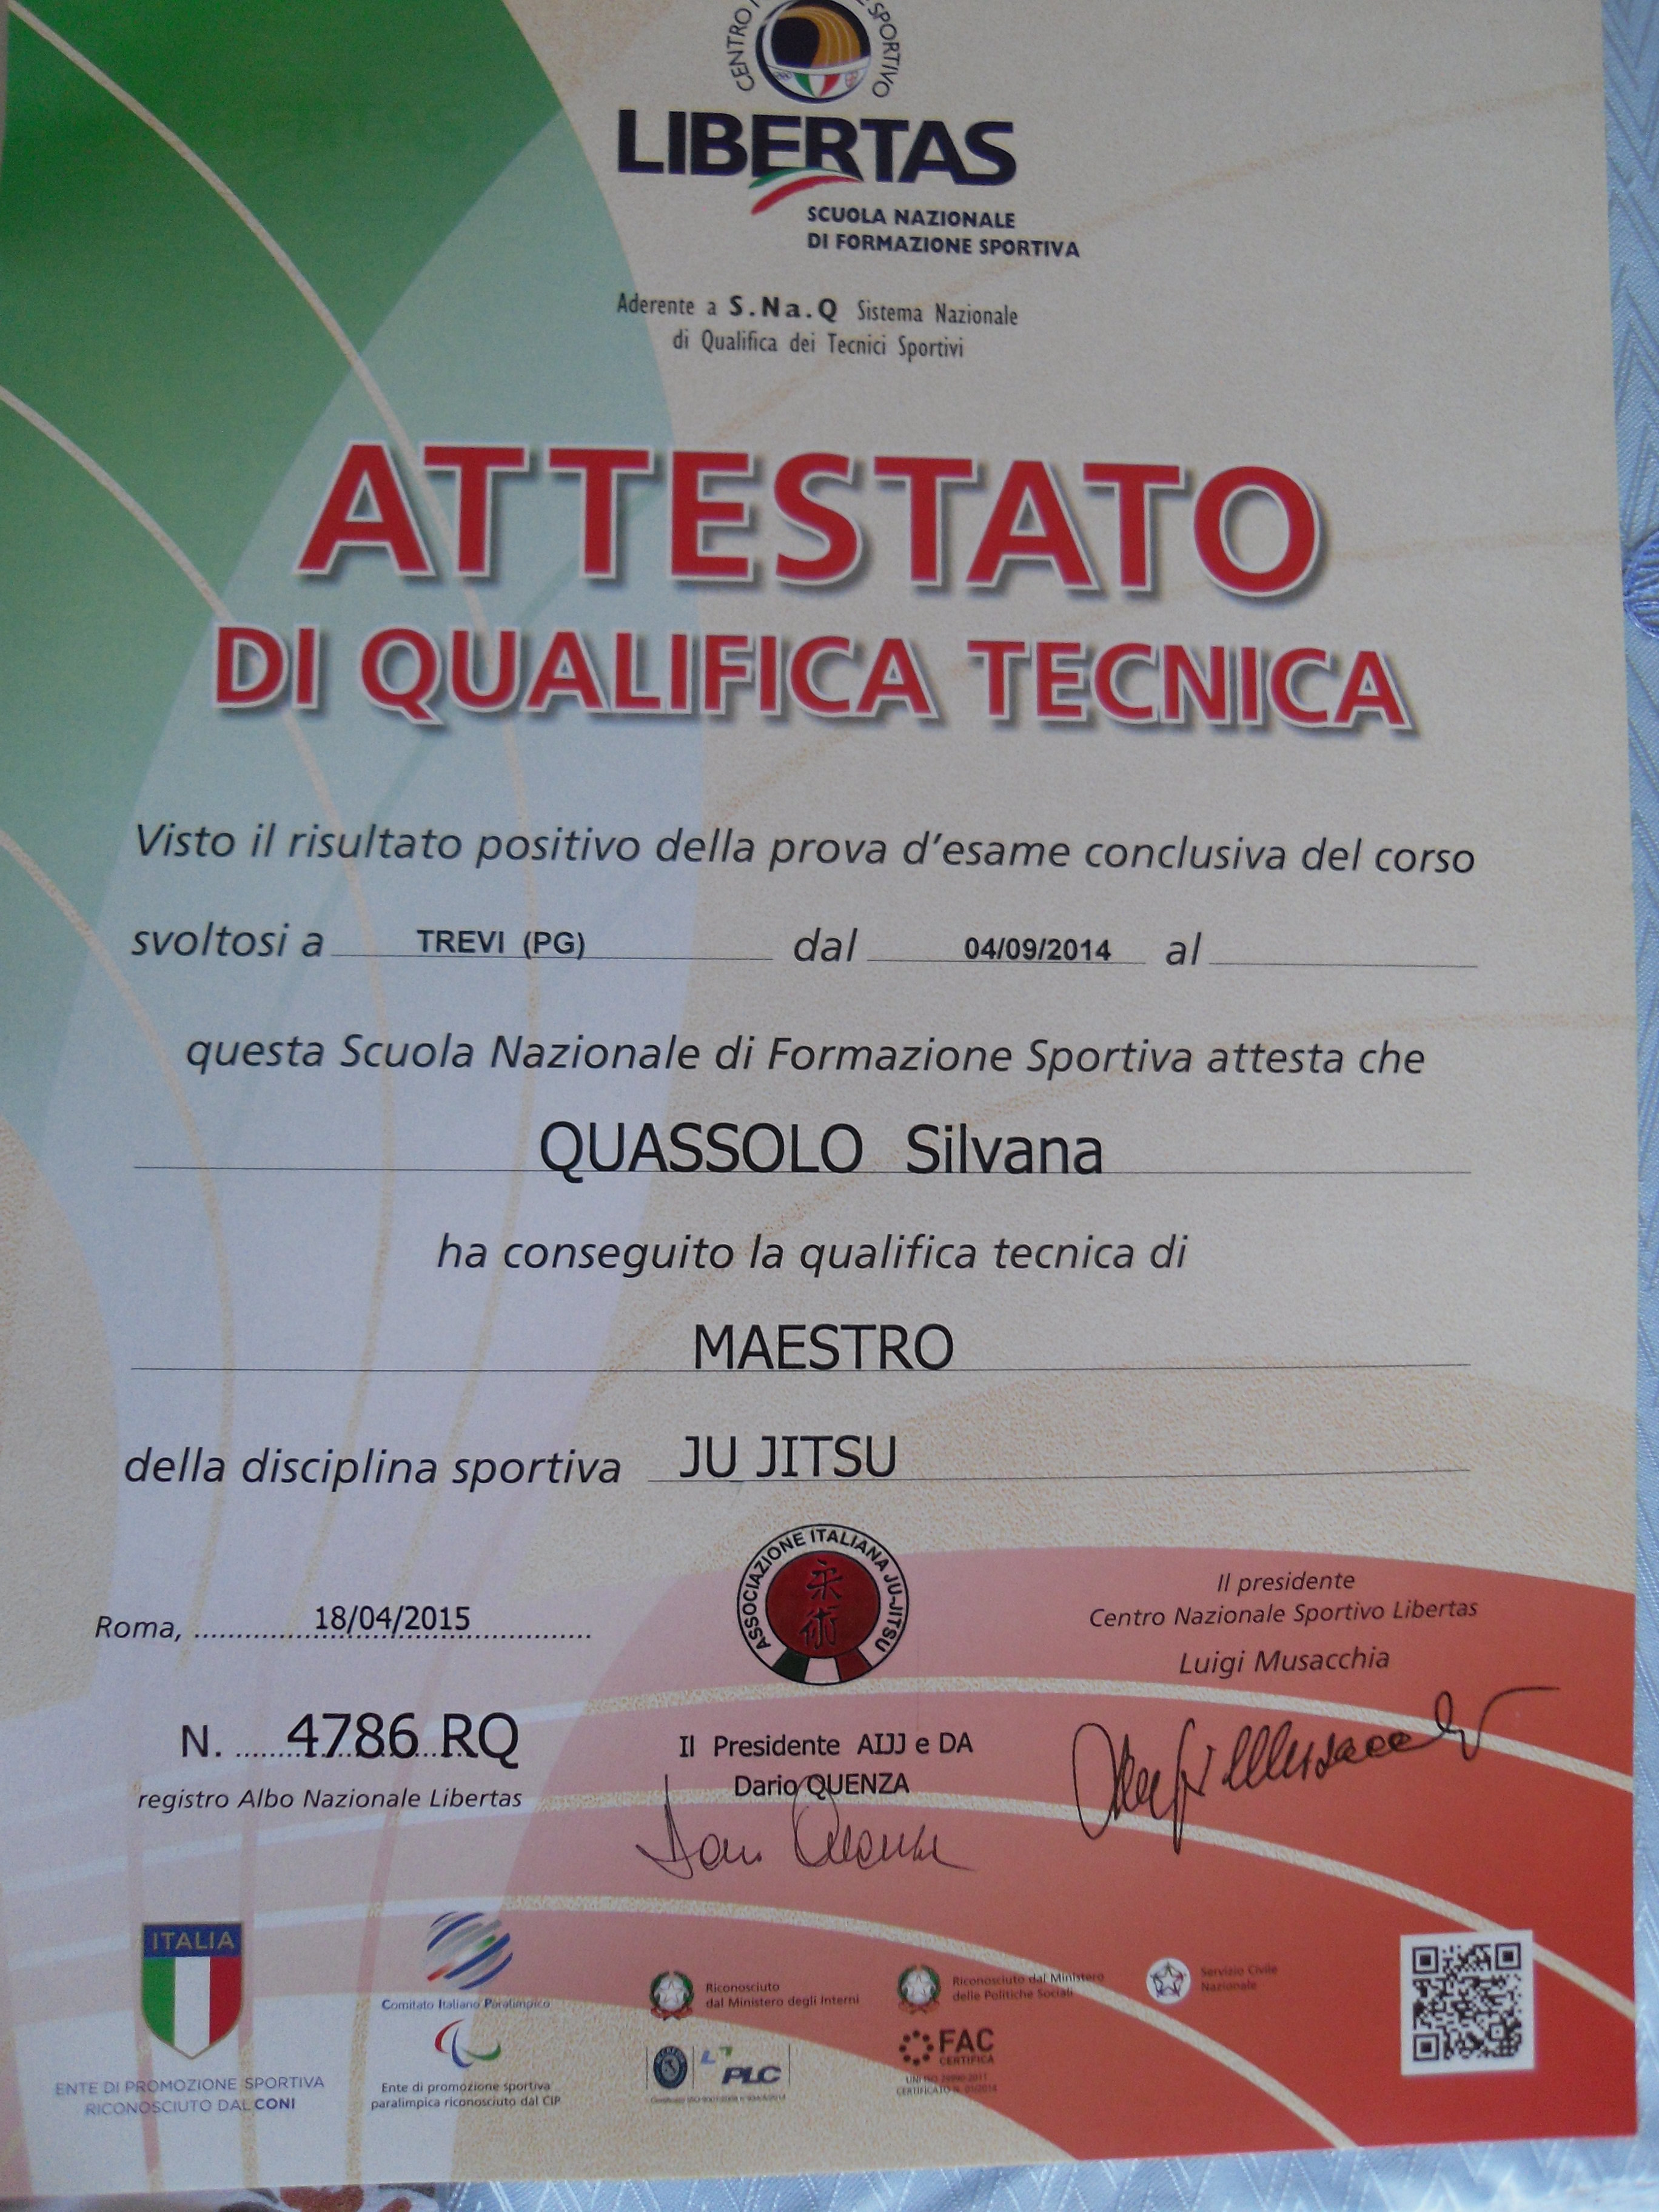 CENTRO
SPORTIVO
LIBERTAS
SCUOLA NAZIONALE
DI FORMAZIONE SPORTIVA
Aderente a S.Na.Q Sistema Nazionale
di Qualifica dei Tecnici Sportivi
ATTESTATO
DI QUALIFICA TECNICA
Visto il risultato positivo della prova d'esame conclusiva del corso
svoltosi a TREVI (PG) dal 04/09/2014 al
questa Scuola Nazionale di Formazione Sportiva attesta che
QUASSOLO Silvana
ha conseguito la qualifica tecnica di
MAESTRO
della disciplina sportiva JU JITSU
ASSOCIAZIONE ITALIANA JU-JITSU
柔
術
Il presidente
Centro Nazionale Sportivo Libertas
Luigi Musacchia
Roma, 18/04/2015
N. 4786 RQ
registro Albo Nazionale Libertas
Il Presidente AIJJ e DA
Dario QUENZA
ITALIA
ENTE DI PROMOZIONE SPORTIVA
RICONOSCIUTO DAL CONI
Comitato Italiano Paralimpico
Ente di promozione sportiva
paralimpica riconosciuto dal CIP
Riconosciuto
dal Ministero degli Interni
Riconosciuto dal Ministero
delle Politiche Sociali
Servizio Civile
Nazionale
PLC
FAC
CERTIFICA